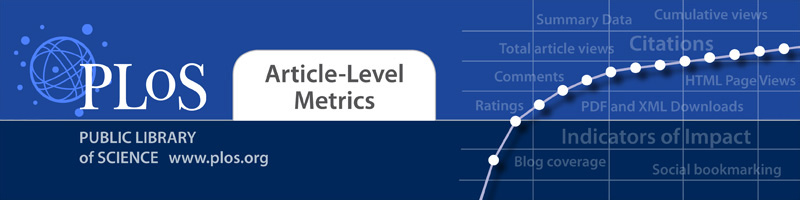 PLoS
PUBLIC LIBRARY
of SCIENCE www.plos.org
Article-Level
Metrics
Summary Data
Cumulative views
Total article views
Citations
Comments
HTML Page Views
Ratings
PDF and XML Downloads
Indicators of Impact
Blog coverage
Social bookmarking